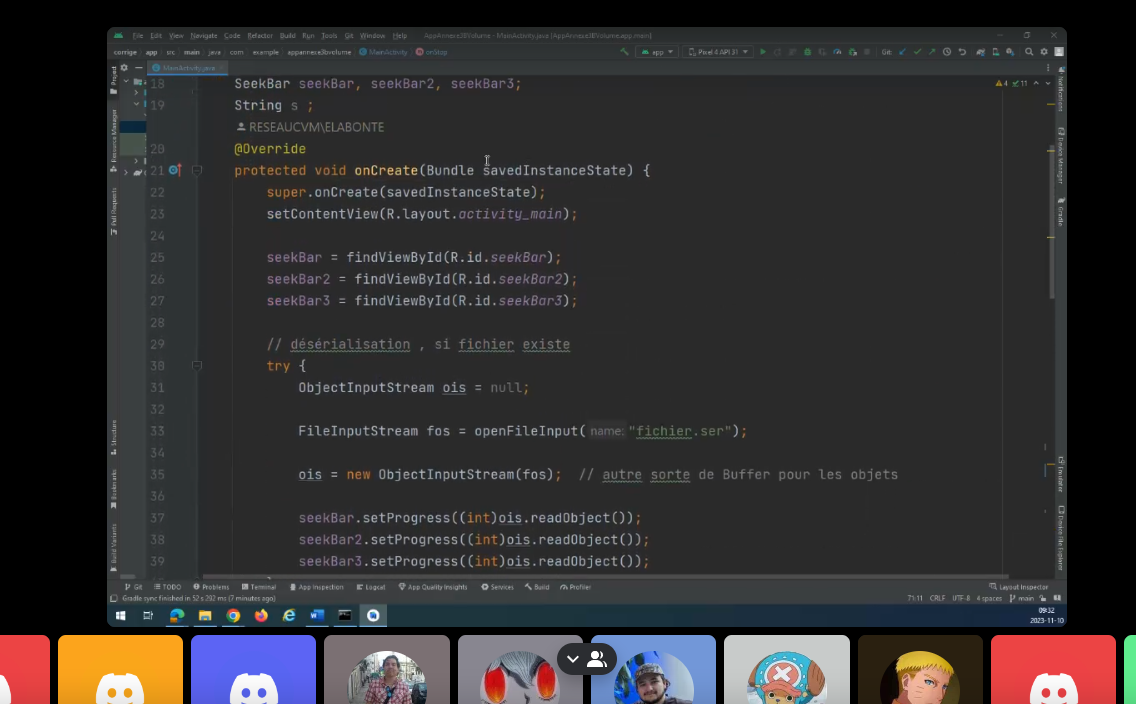 File Edit View Navigate Code Refactor Build Run Tools Git Window Help AppAnnexe3BVolume - MainActivity.java [AppAnnexe3BVolume.app.main]
corrige app src main java com example appannexe3bvolume MainActivity onStop app Pixel 4 API 31 Git:
Project MainActivity.java
18 SeekBar seekBar, seekBar2, seekBar3; 4 11
19 String s ;
RESEAUCVM\ELABONTE
20 @Override
21 protected void onCreate(Bundle savedInstanceState) {
22 super.onCreate(savedInstanceState);
23 setContentView(R.layout.activity_main);
24
25 seekBar = findViewById(R.id.seekBar);
26 seekBar2 = findViewById(R.id.seekBar2);
27 seekBar3 = findViewById(R.id.seekBar3);
28
29 // désérialisation , si fichier existe
30 try {
31 ObjectInputStream ois = null;
32
33 FileInputStream fos = openFileInput( name: "fichier.ser");
34
35 ois = new ObjectInputStream(fos); // autre sorte de Buffer pour les objets
36
37 seekBar.setProgress((int)ois.readObject());
38 seekBar2.setProgress((int)ois.readObject());
39 seekBar3.setProgress((int)ois.readObject());
Resource Manager
Pull Requests
Structure
Bookmarks
Build Variants
Notifications
Device Manager
Gradle
Emulator
Device File Explorer
Git TODO Problems Terminal App Inspection Logcat App Quality Insights Services Build Profiler Layout Inspector
Gradle sync finished in 52 s 292 ms (7 minutes ago) 71:11 CRLF UTF-8 4 spaces main
09:32
2023-11-10